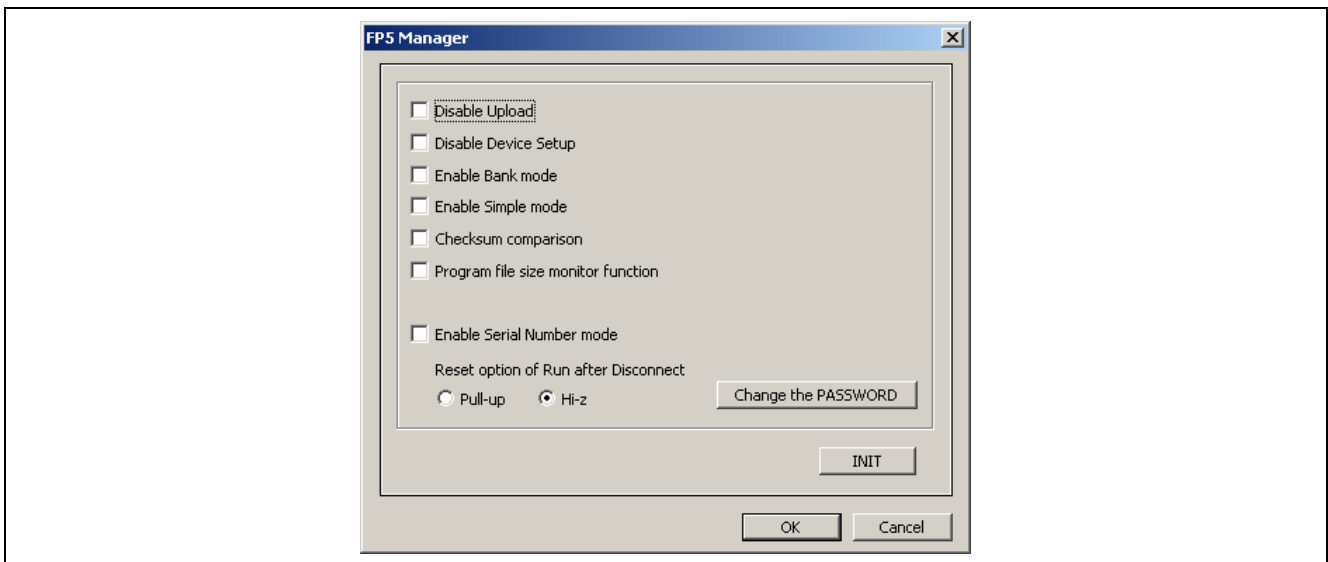 FP5 Manager
Disable Upload
Disable Device Setup
Enable Bank mode
Enable Simple mode
Checksum comparison
Program file size monitor function
Enable Serial Number mode
Reset option of Run after Disconnect
Pull-up Hi-z Change the PASSWORD
INIT
OK Cancel